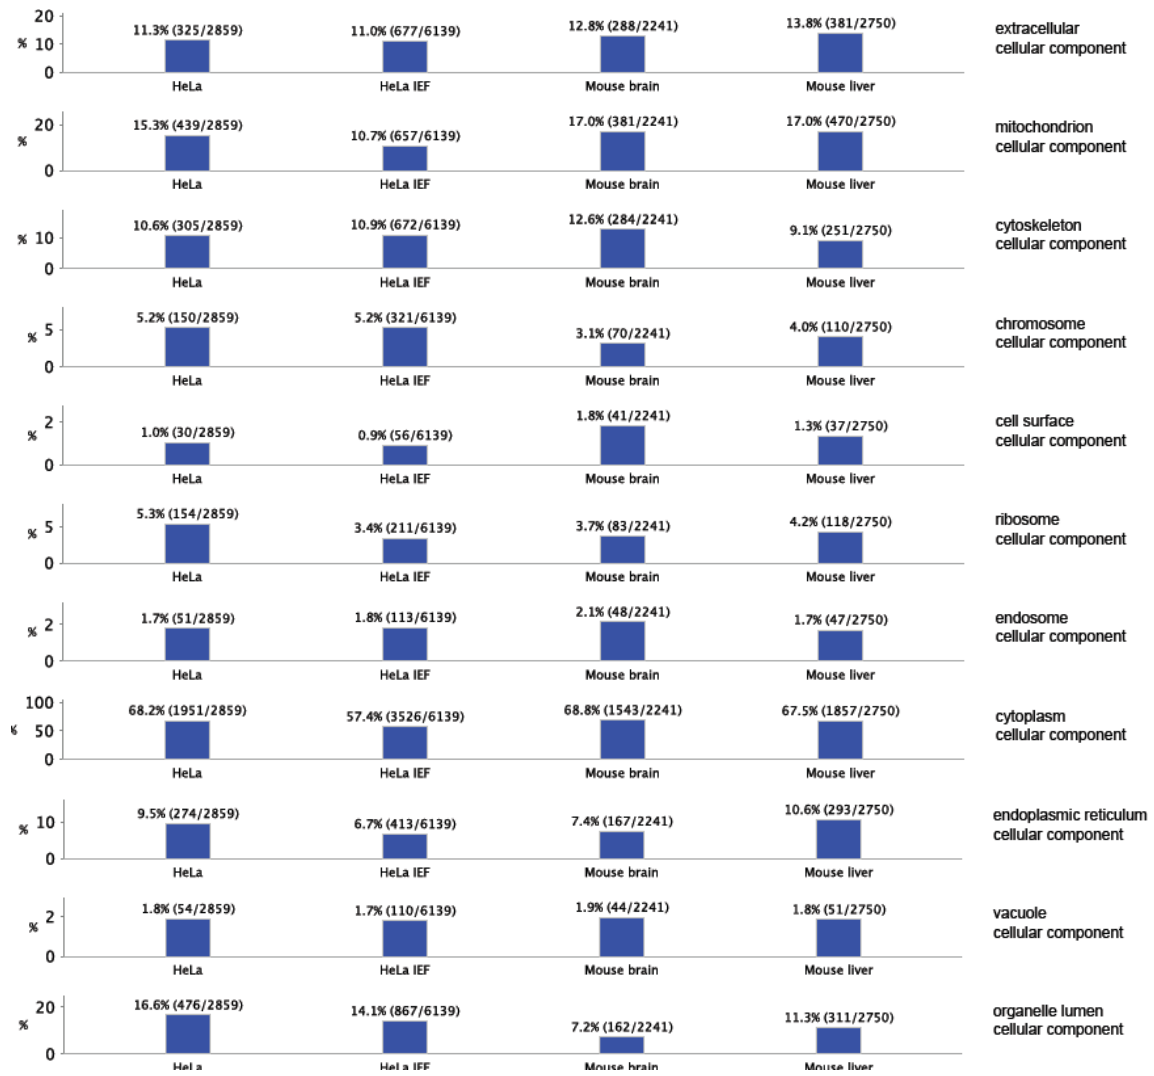 20
10
0
%
11.3% (325/2859)
11.0% (677/6139)
12.8% (288/2241)
13.8% (381/2750)
HeLa
HeLa IEF
Mouse brain
Mouse liver
extracellular
cellular component
20
0
%
15.3% (439/2859)
10.7% (657/6139)
17.0% (381/2241)
17.0% (470/2750)
HeLa
HeLa IEF
Mouse brain
Mouse liver
mitochondrion
cellular component
10
0
%
10.6% (305/2859)
10.9% (672/6139)
12.6% (284/2241)
9.1% (251/2750)
HeLa
HeLa IEF
Mouse brain
Mouse liver
cytoskeleton
cellular component
5
0
%
5.2% (150/2859)
5.2% (321/6139)
3.1% (70/2241)
4.0% (110/2750)
HeLa
HeLa IEF
Mouse brain
Mouse liver
chromosome
cellular component
2
0
%
1.0% (30/2859)
0.9% (56/6139)
1.8% (41/2241)
1.3% (37/2750)
HeLa
HeLa IEF
Mouse brain
Mouse liver
cell surface
cellular component
5
0
%
5.3% (154/2859)
3.4% (211/6139)
3.7% (83/2241)
4.2% (118/2750)
HeLa
HeLa IEF
Mouse brain
Mouse liver
ribosome
cellular component
2
0
%
1.7% (51/2859)
1.8% (113/6139)
2.1% (48/2241)
1.7% (47/2750)
HeLa
HeLa IEF
Mouse brain
Mouse liver
endosome
cellular component
100
50
0
%
68.2% (1951/2859)
57.4% (3526/6139)
68.8% (1543/2241)
67.5% (1857/2750)
HeLa
HeLa IEF
Mouse brain
Mouse liver
cytoplasm
cellular component
10
0
%
9.5% (274/2859)
6.7% (413/6139)
7.4% (167/2241)
10.6% (293/2750)
HeLa
HeLa IEF
Mouse brain
Mouse liver
endoplasmic reticulum
cellular component
2
0
%
1.8% (54/2859)
1.7% (110/6139)
1.9% (44/2241)
1.8% (51/2750)
HeLa
HeLa IEF
Mouse brain
Mouse liver
vacuole
cellular component
20
0
%
16.6% (476/2859)
14.1% (867/6139)
7.2% (162/2241)
11.3% (311/2750)
HeLa
HeLa IEF
Mouse brain
Mouse liver
organelle lumen
cellular component